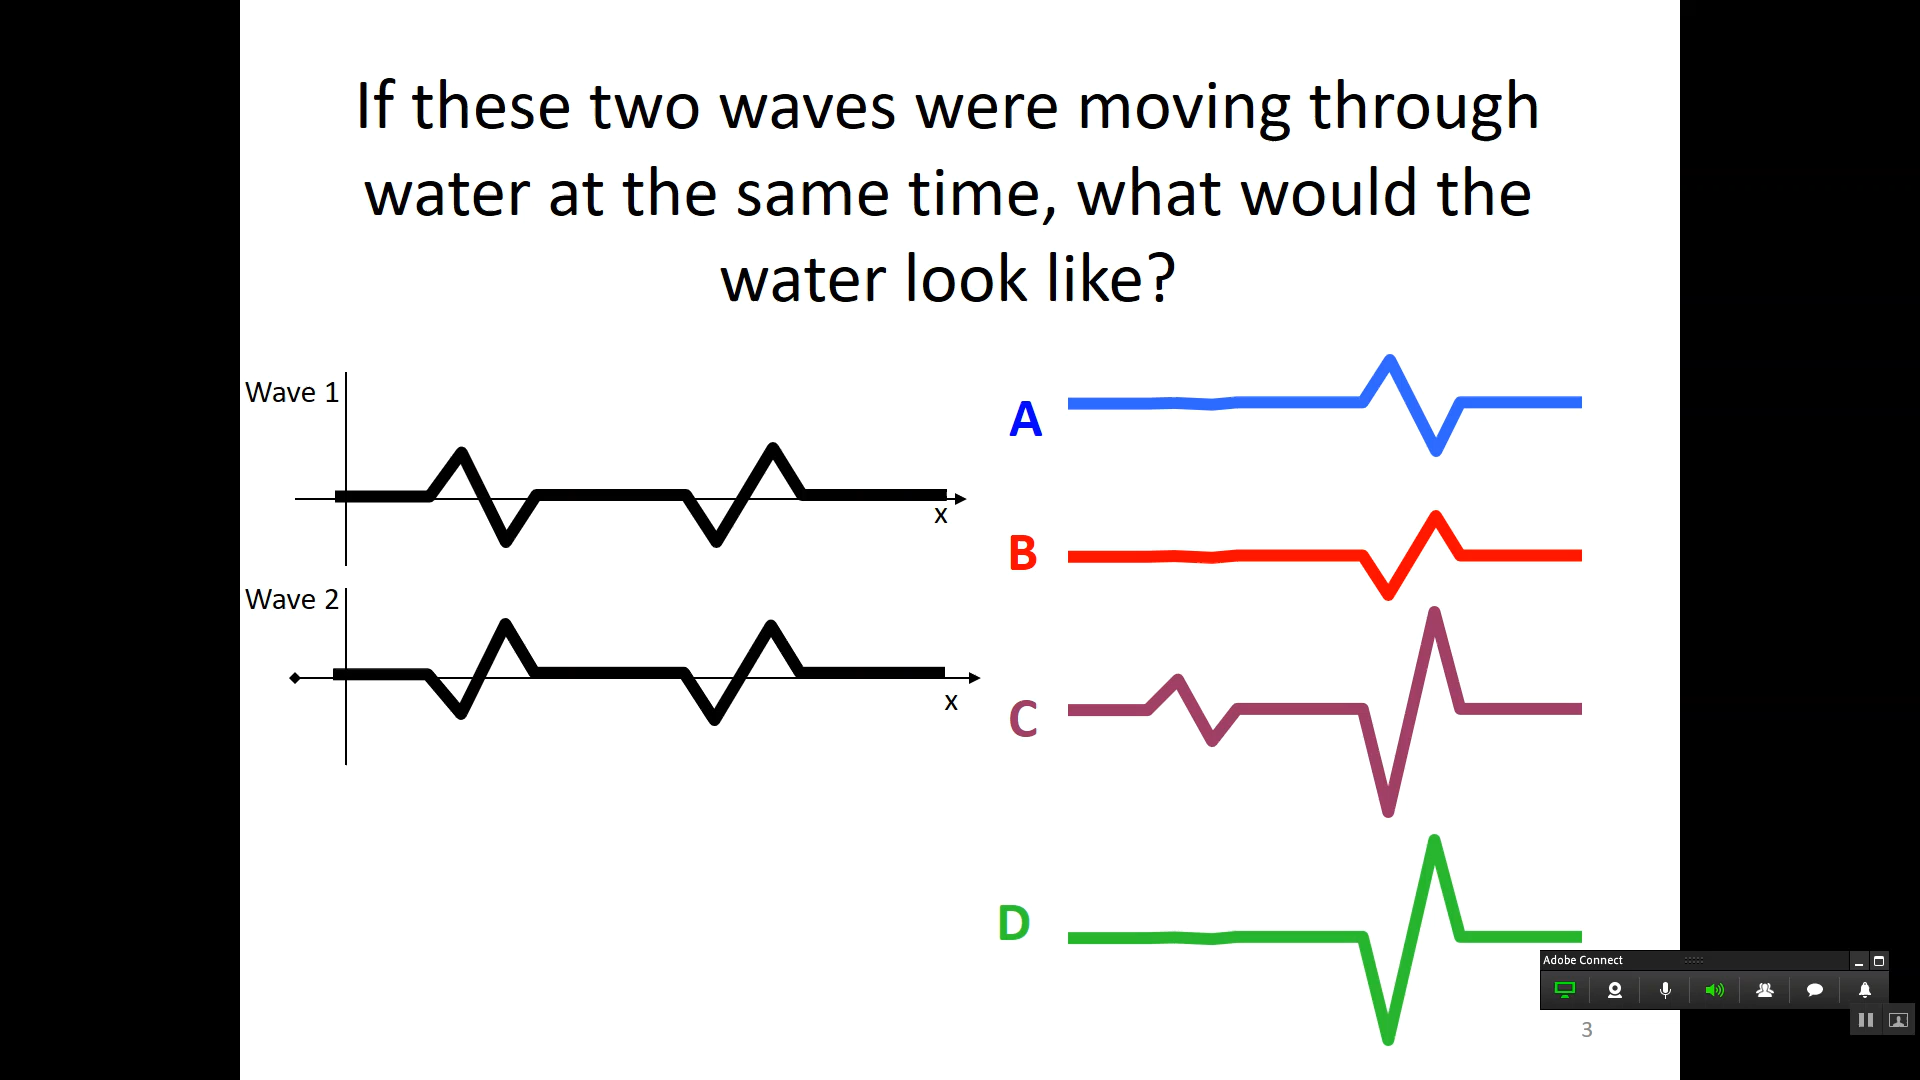 If these two waves were moving through
water at the same time, what would the
water look like?
Wave 1
x
Wave 2
x
A
B
C
D
Adobe Connect
3